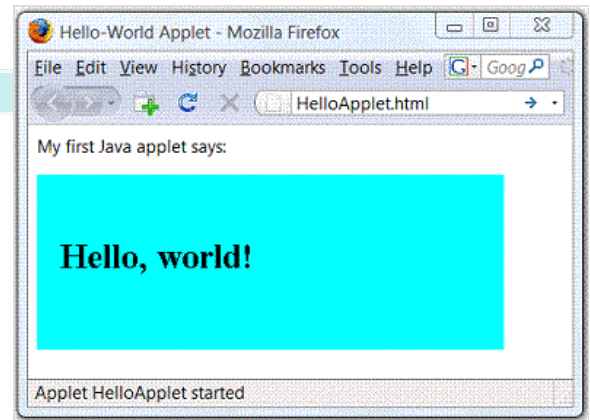 Hello-World Applet - Mozilla Firefox
File Edit View History Bookmarks Tools Help G Goog
HelloApplet.html
My first Java applet says:
Hello, world!
Applet HelloApplet started